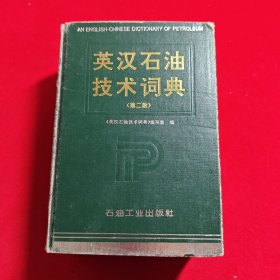 AN ENGLISH-CHINESE DICTIONARY OF PETROLEUM
英汉石油
技术词典
(第二版)
《英汉石油技术词典》编写组 编
石油工业出版社